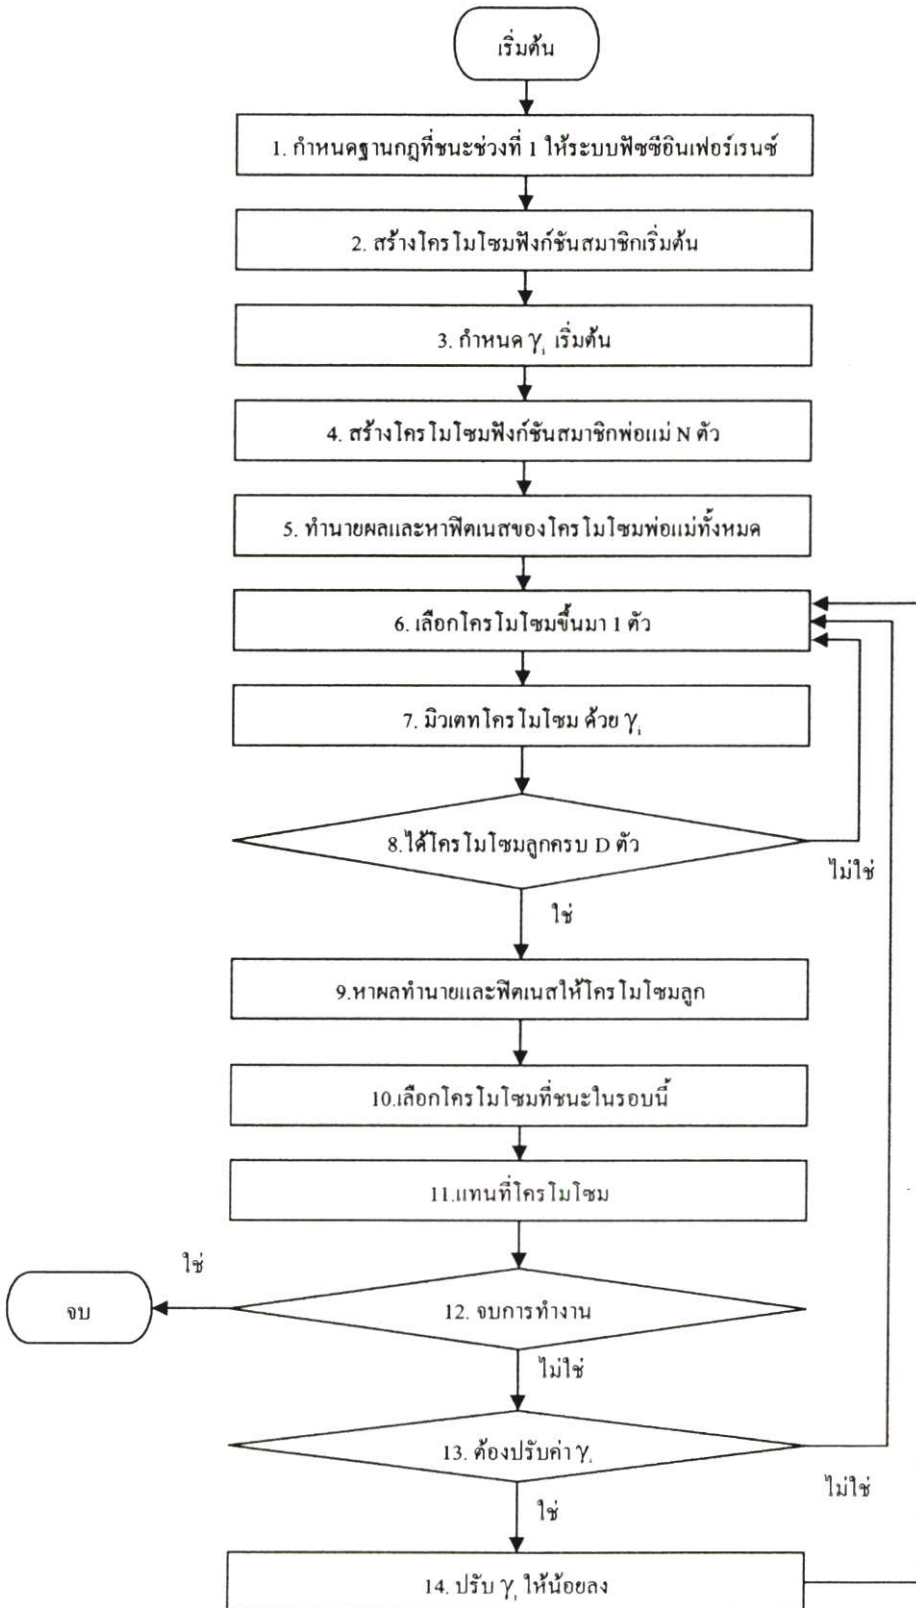 เริ่มต้น
1. กำหนดฐานกฎที่ชนะช่วงที่ 1 ให้ระบบฟัซซีอินเฟอร์เรนซ์
2. สร้างโครโมโซมฟังก์ชันสมาชิกเริ่มต้น
3. กำหนด γᵢ เริ่มต้น
4. สร้างโครโมโซมฟังก์ชันสมาชิกพ่อแม่ N ตัว
5. ทำนายผลและหาฟิตเนสของโครโมโซมพ่อแม่ทั้งหมด
6. เลือกโครโมโซมขึ้นมา 1 ตัว
7. มิวเตทโครโมโซม ด้วย γᵢ
8.ได้โครโมโซมลูกครบ D ตัว
ไม่ใช่
ใช่
9.หาผลทำนายและฟิตเนสให้โครโมโซมลูก
10.เลือกโครโมโซมที่ชนะในรอบนี้
11.แทนที่โครโมโซม
ใช่
จบ
12. จบการทำงาน
ไม่ใช่
13. ต้องปรับค่า γᵢ
ไม่ใช่
ใช่
14. ปรับ γᵢ ให้น้อยลง